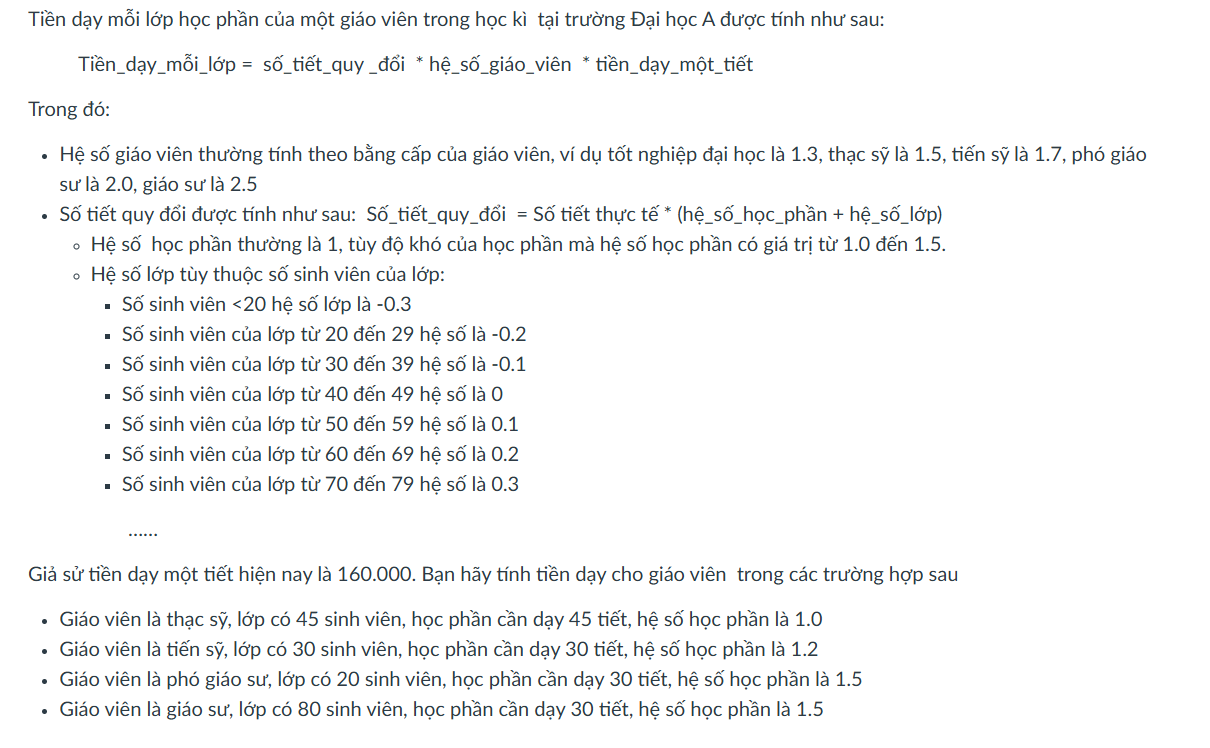 Tiền dạy mỗi lớp học phần của một giáo viên trong học kì tại trường Đại học A được tính như sau:
Tiền_dạy_mỗi_lớp = số_tiết_quy _đổi * hệ_số_giáo_viên * tiền_dạy_một_tiết
Trong đó:
• Hệ số giáo viên thường tính theo bằng cấp của giáo viên, ví dụ tốt nghiệp đại học là 1.3, thạc sỹ là 1.5, tiến sỹ là 1.7, phó giáo
sư là 2.0, giáo sư là 2.5
• Số tiết quy đổi được tính như sau: Số_tiết_quy_đổi = Số tiết thực tế * (hệ_số_học_phần + hệ_số_lớp)
◦ Hệ số học phần thường là 1, tùy độ khó của học phần mà hệ số học phần có giá trị từ 1.0 đến 1.5.
◦ Hệ số lớp tùy thuộc số sinh viên của lớp:
▪ Số sinh viên <20 hệ số lớp là -0.3
▪ Số sinh viên của lớp từ 20 đến 29 hệ số là -0.2
▪ Số sinh viên của lớp từ 30 đến 39 hệ số là -0.1
▪ Số sinh viên của lớp từ 40 đến 49 hệ số là 0
▪ Số sinh viên của lớp từ 50 đến 59 hệ số là 0.1
▪ Số sinh viên của lớp từ 60 đến 69 hệ số là 0.2
▪ Số sinh viên của lớp từ 70 đến 79 hệ số là 0.3
......
Giả sử tiền dạy một tiết hiện nay là 160.000. Bạn hãy tính tiền dạy cho giáo viên trong các trường hợp sau
• Giáo viên là thạc sỹ, lớp có 45 sinh viên, học phần cần dạy 45 tiết, hệ số học phần là 1.0
• Giáo viên là tiến sỹ, lớp có 30 sinh viên, học phần cần dạy 30 tiết, hệ số học phần là 1.2
• Giáo viên là phó giáo sư, lớp có 20 sinh viên, học phần cần dạy 30 tiết, hệ số học phần là 1.5
• Giáo viên là giáo sư, lớp có 80 sinh viên, học phần cần dạy 30 tiết, hệ số học phần là 1.5